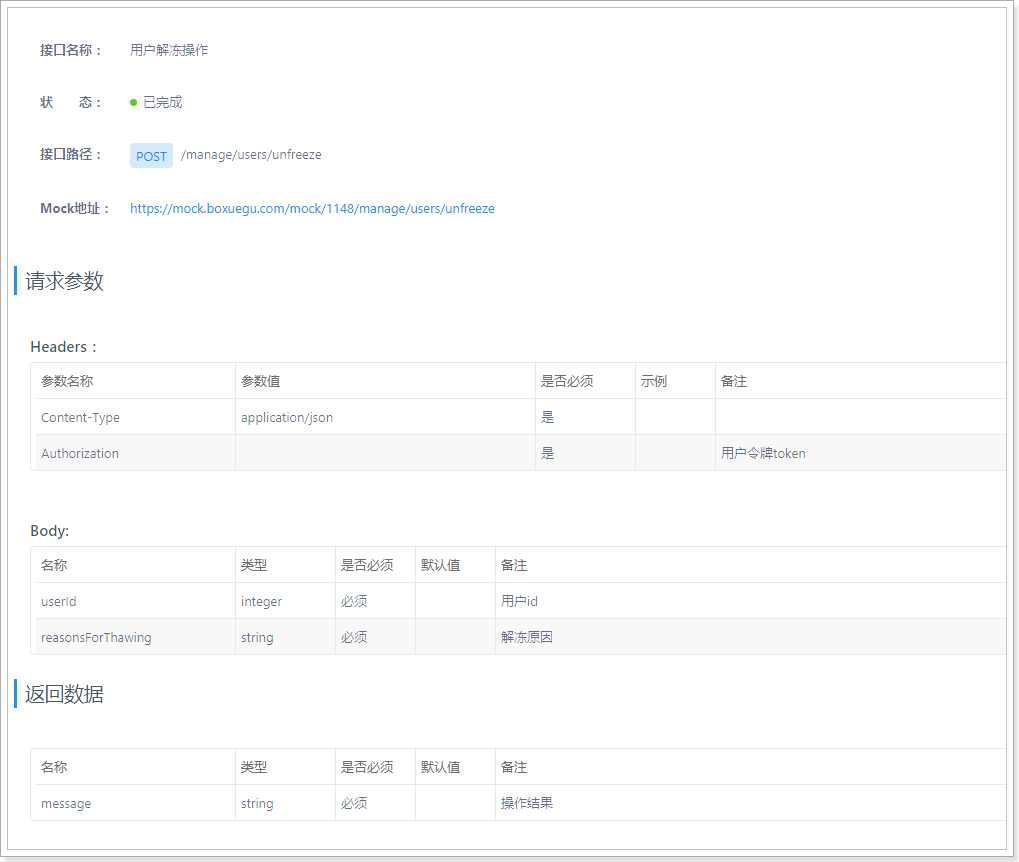 接口名称： 用户解冻操作
状 态： 已完成
接口路径： POST /manage/users/unfreeze
Mock地址： https://mock.boxuegu.com/mock/1148/manage/users/unfreeze
请求参数
Headers：
参数名称 参数值 是否必须 示例 备注
Content-Type application/json 是
Authorization 是 用户令牌token
Body:
名称 类型 是否必须 默认值 备注
userId integer 必须 用户id
reasonsForThawing string 必须 解冻原因
返回数据
名称 类型 是否必须 默认值 备注
message string 必须 操作结果